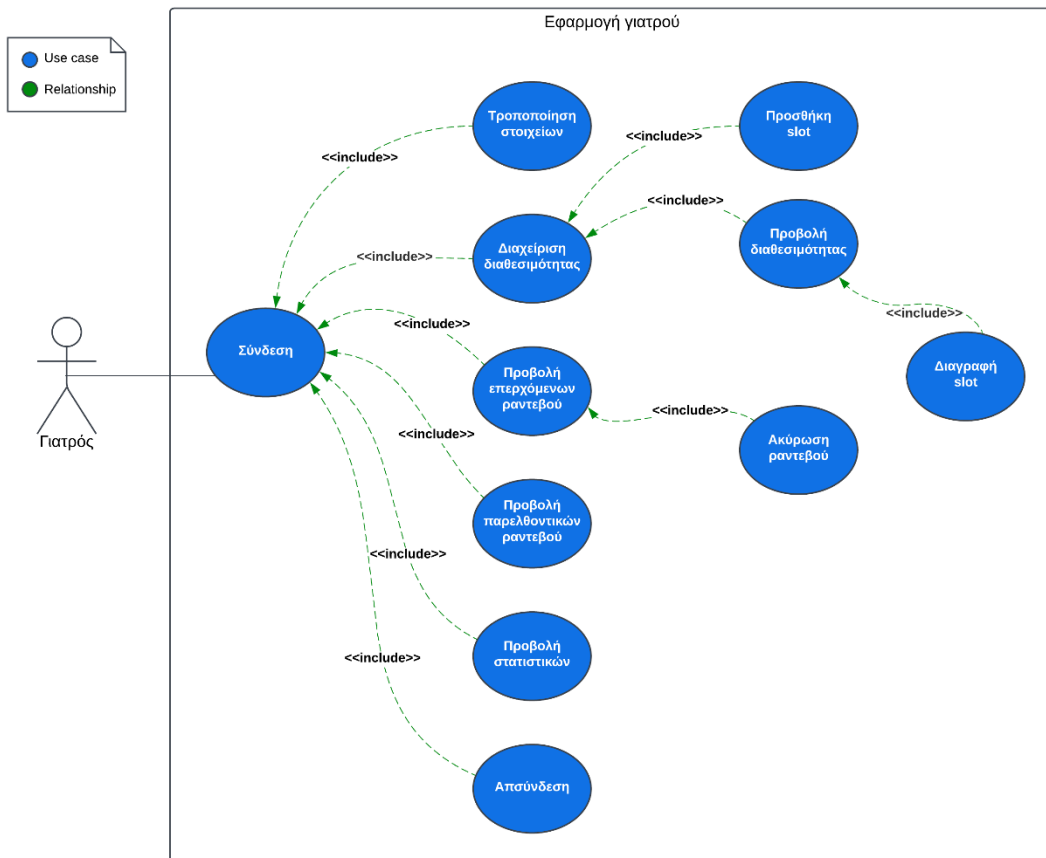 Εφαρμογή γιατρού
Use case
Relationship
Τροποποίηση
στοιχείων
Προσθήκη
slot
<<include>>
<<include>>
<<include>>
Προβολή
διαθεσιμότητας
Διαχείριση
διαθεσιμότητας
<<include>>
<<include>>
<<include>>
Σύνδεση
Προβολή
επερχόμενων
ραντεβού
Διαγραφή
slot
<<include>>
Ακύρωση
ραντεβού
Γιατρός
<<include>>
Προβολή
παρελθοντικών
ραντεβού
<<include>>
Προβολή
στατιστικών
<<include>>
Απσύνδεση